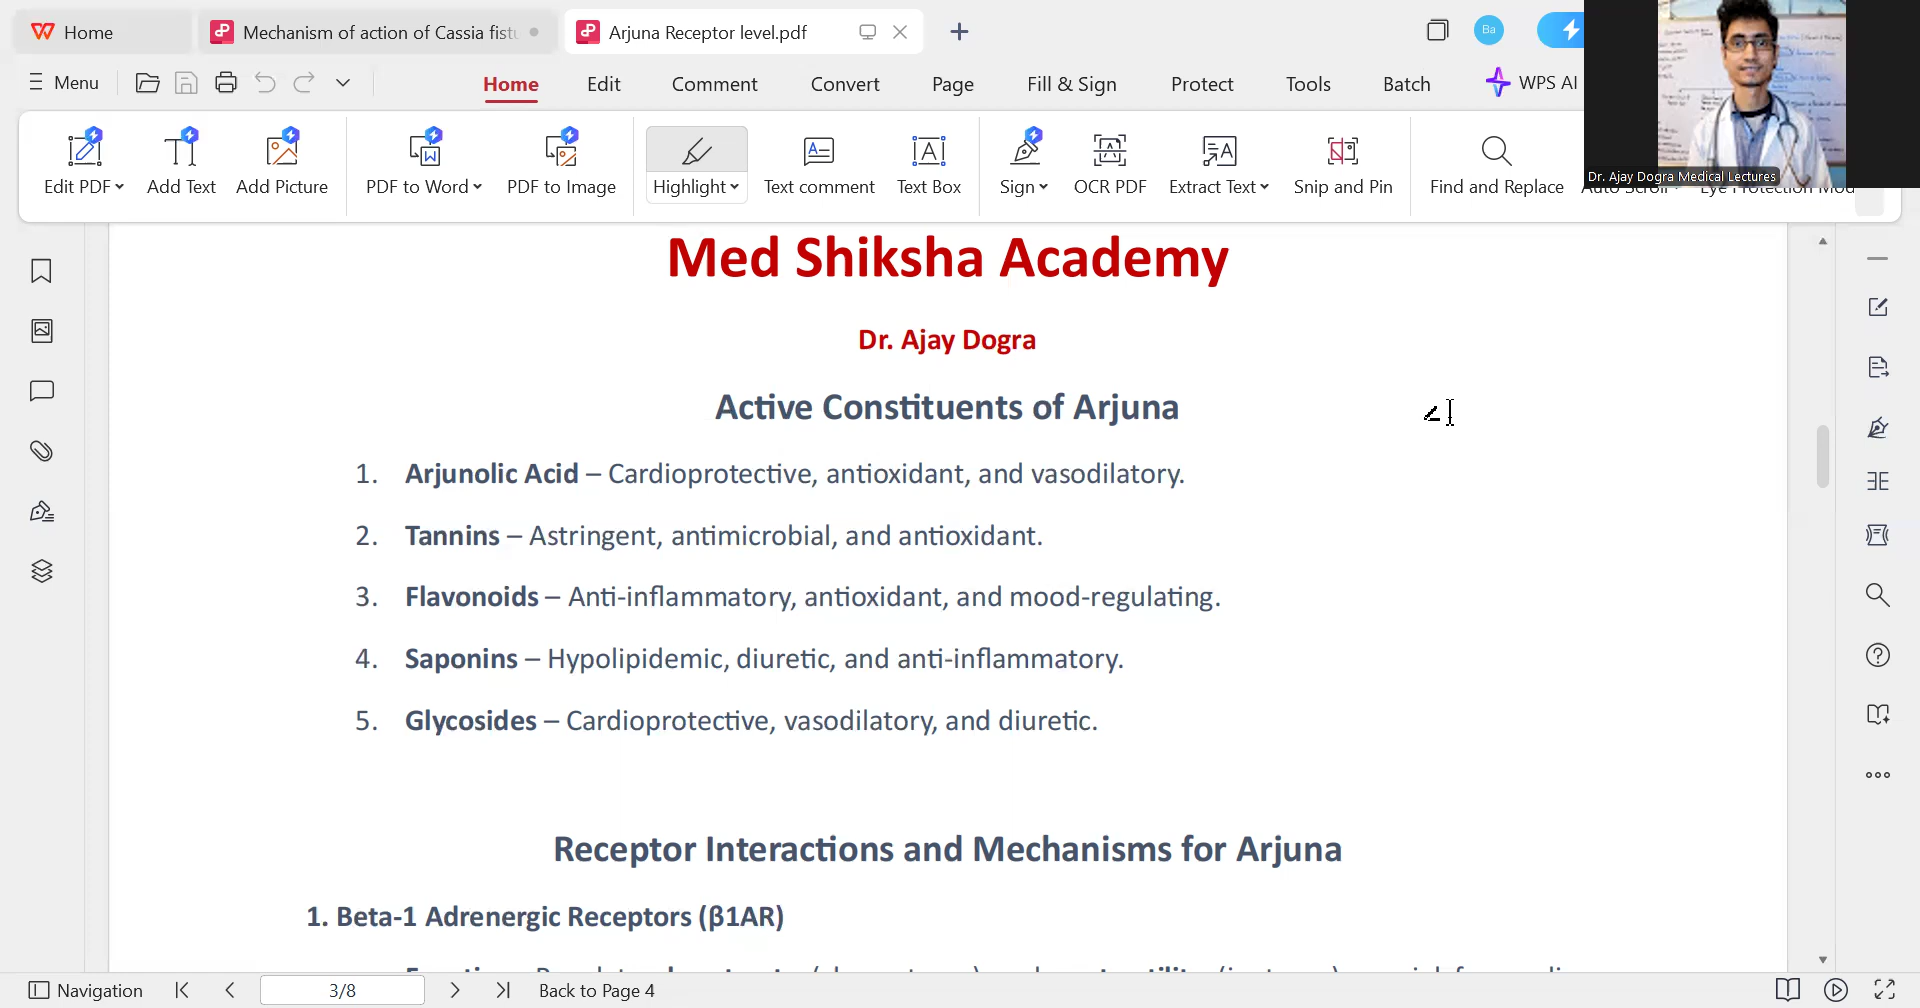 Home
Mechanism of action of Cassia fistu
Arjuna Receptor level.pdf
Ba
Menu
Home
Edit
Comment
Convert
Page
Fill & Sign
Protect
Tools
Batch
WPS AI
Edit PDF
Add Text
Add Picture
PDF to Word
PDF to Image
Highlight
Text comment
Text Box
Sign
OCR PDF
Extract Text
Snip and Pin
Find and Replace
Auto Scroll
Dr. Ajay Dogra Medical Lectures
Med Shiksha Academy
Dr. Ajay Dogra
Active Constituents of Arjuna
1. Arjunolic Acid – Cardioprotective, antioxidant, and vasodilatory.
2. Tannins – Astringent, antimicrobial, and antioxidant.
3. Flavonoids – Anti-inflammatory, antioxidant, and mood-regulating.
4. Saponins – Hypolipidemic, diuretic, and anti-inflammatory.
5. Glycosides – Cardioprotective, vasodilatory, and diuretic.
Receptor Interactions and Mechanisms for Arjuna
1. Beta-1 Adrenergic Receptors (β1AR)
Navigation
3/8
Back to Page 4